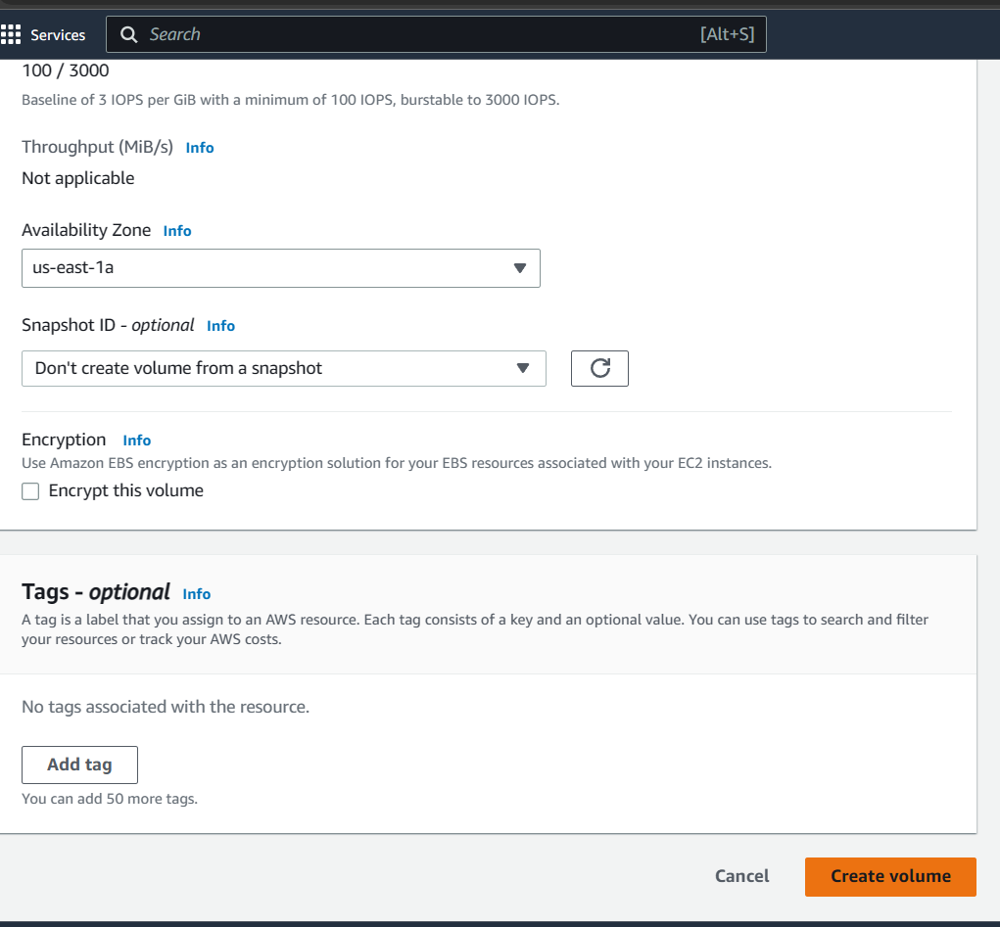 Services
Search [Alt+S]
100 / 3000
Baseline of 3 IOPS per GiB with a minimum of 100 IOPS, burstable to 3000 IOPS.
Throughput (MiB/s) Info
Not applicable
Availability Zone Info
us-east-1a
Snapshot ID - optional Info
Don't create volume from a snapshot
Encryption Info
Use Amazon EBS encryption as an encryption solution for your EBS resources associated with your EC2 instances.
Encrypt this volume
Tags - optional Info
A tag is a label that you assign to an AWS resource. Each tag consists of a key and an optional value. You can use tags to search and filter
your resources or track your AWS costs.
No tags associated with the resource.
Add tag
You can add 50 more tags.
Cancel Create volume